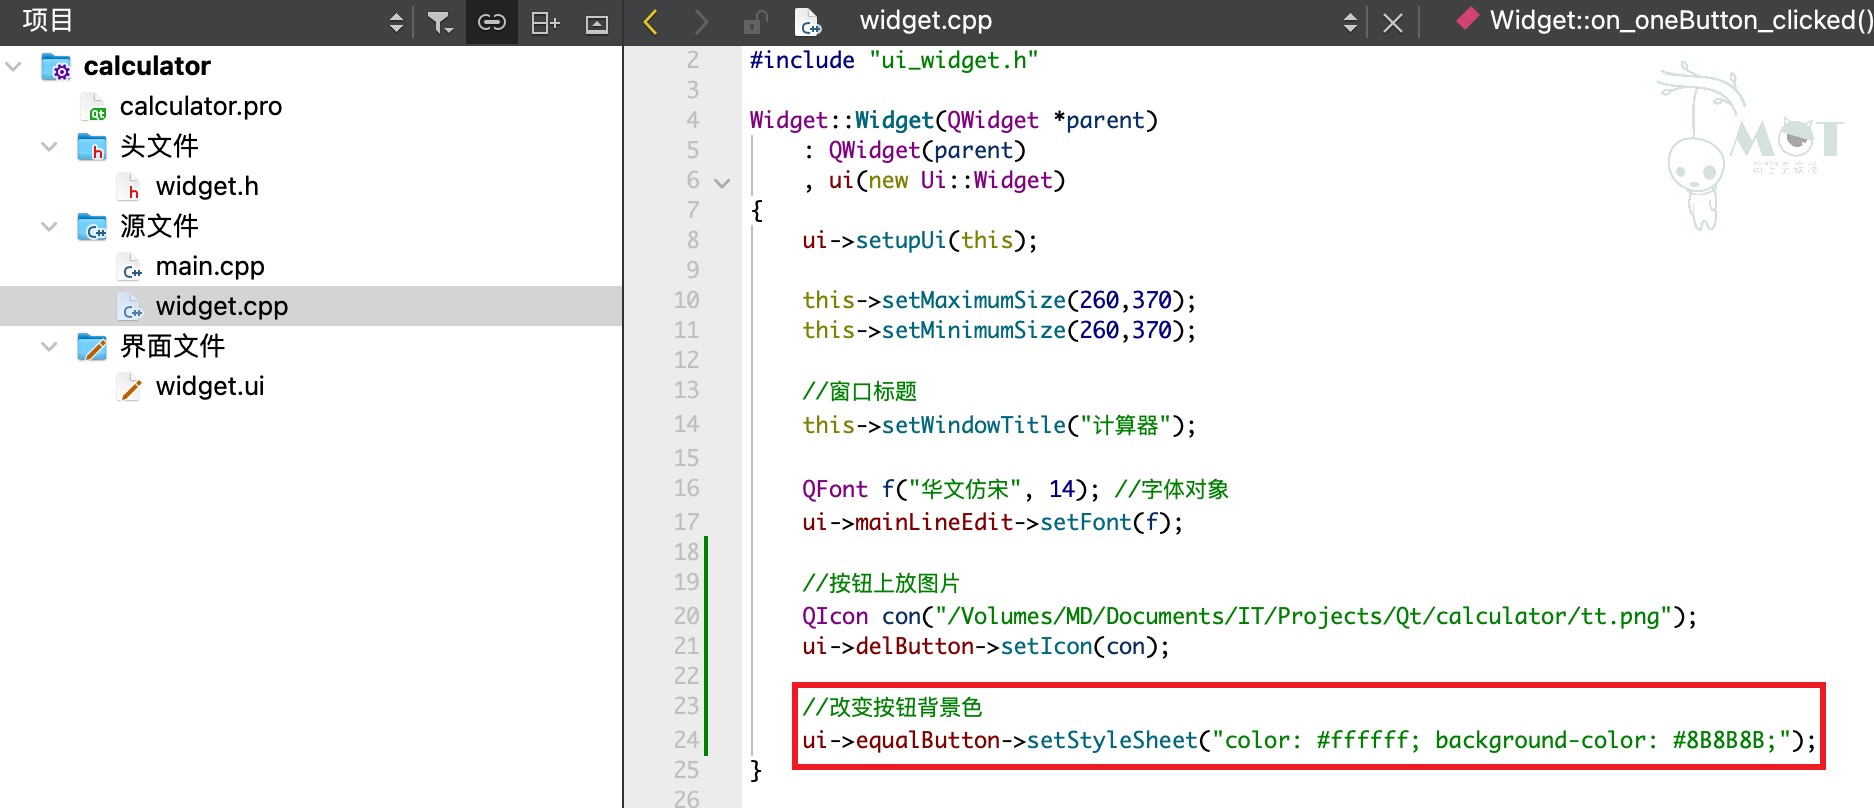 项目
widget.cpp
Widget::on_oneButton_clicked()
calculator
calculator.pro
头文件
widget.h
源文件
main.cpp
widget.cpp
界面文件
widget.ui
2 #include "ui_widget.h"
3
4 Widget::Widget(QWidget *parent)
5 : QWidget(parent)
6 , ui(new Ui::Widget)
7 {
8 ui->setupUi(this);
9
10 this->setMaximumSize(260,370);
11 this->setMinimumSize(260,370);
12
13 //窗口标题
14 this->setWindowTitle("计算器");
15
16 QFont f("华文仿宋", 14); //字体对象
17 ui->mainLineEdit->setFont(f);
18
19 //按钮上放图片
20 QIcon con("/Volumes/MD/Documents/IT/Projects/Qt/calculator/tt.png");
21 ui->delButton->setIcon(con);
22
23 //改变按钮背景色
24 ui->equalButton->setStyleSheet("color: #ffffff; background-color: #8B8B8B;");
25 }
26
MOT